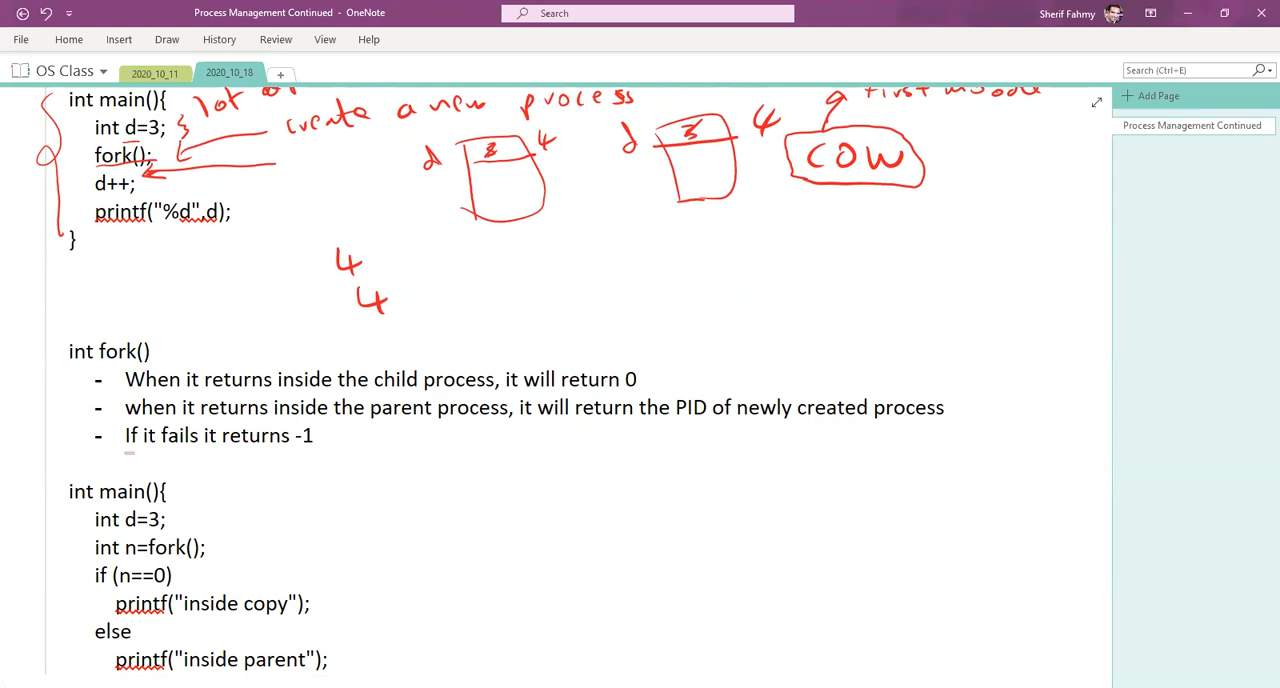 Process Management Continued - OneNote
Search
Sherif Fahmy
File Home Insert Draw History Review View Help
OS Class 2020_10_11 2020_10_18 +
Search (Ctrl+E)
Add Page
Process Management Continued
int main(){
int d=3;
fork();
d++;
printf("%d",d);
}
create a new process
d 3 4
d 3 4
COW
4
4
int fork()
- When it returns inside the child process, it will return 0
- when it returns inside the parent process, it will return the PID of newly created process
- If it fails it returns -1
int main(){
int d=3;
int n=fork();
if (n==0)
printf("inside copy");
else
printf("inside parent");